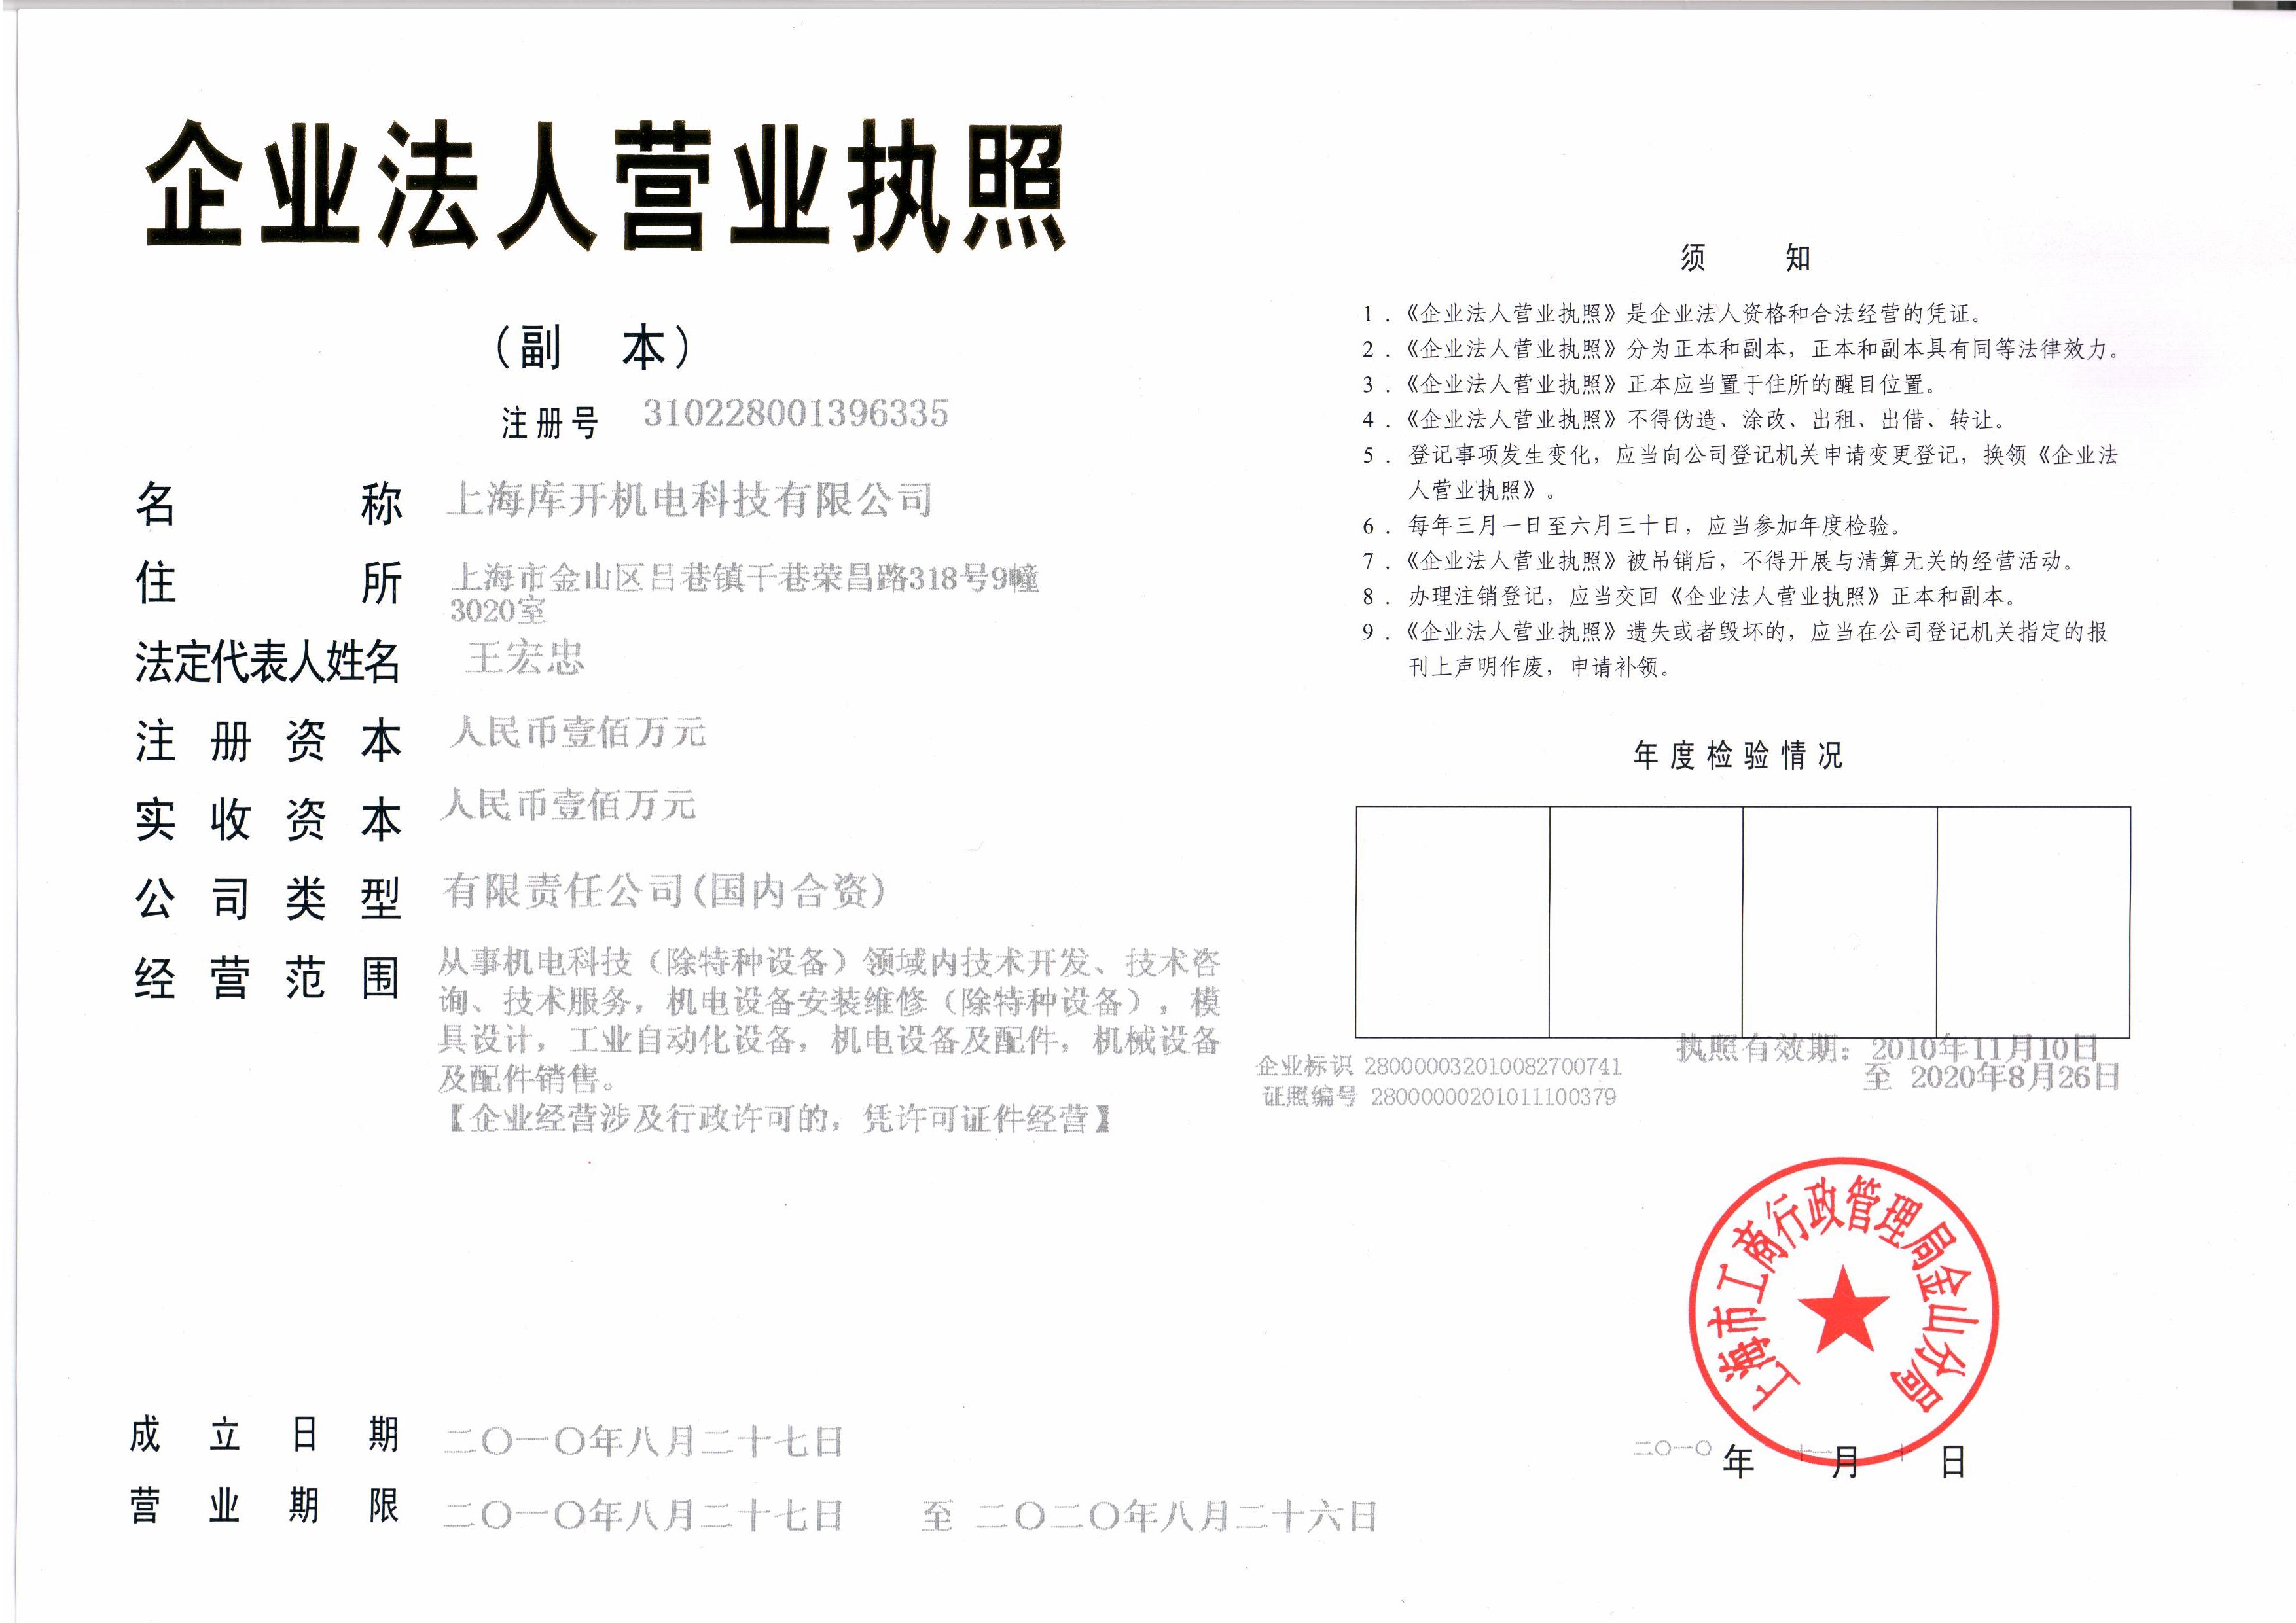 企业法人营业执照
（副 本）
注册号 310228001396335
名称 上海库开机电科技有限公司
住所 上海市金山区吕巷镇干巷荣昌路318号9幢
3020室
法定代表人姓名 王宏忠
注册资本 人民币壹佰万元
实收资本 人民币壹佰万元
公司类型 有限责任公司(国内合资)
经营范围 从事机电科技（除特种设备）领域内技术开发、技术咨
询、技术服务，机电设备安装维修（除特种设备），模
具设计，工业自动化设备，机电设备及配件，机械设备
及配件销售。
【企业经营涉及行政许可的，凭许可证件经营】
成立日期 二〇一〇年八月二十七日
营业期限 二〇一〇年八月二十七日 至 二〇二〇年八月二十六日
须 知
1．《企业法人营业执照》是企业法人资格和合法经营的凭证。
2．《企业法人营业执照》分为正本和副本，正本和副本具有同等法律效力。
3．《企业法人营业执照》正本应当置于住所的醒目位置。
4．《企业法人营业执照》不得伪造、涂改、出租、出借、转让。
5．登记事项发生变化，应当向公司登记机关申请变更登记，换领《企业法
人营业执照》。
6．每年三月一日至六月三十日，应当参加年度检验。
7．《企业法人营业执照》被吊销后，不得开展与清算无关的经营活动。
8．办理注销登记，应当交回《企业法人营业执照》正本和副本。
9．《企业法人营业执照》遗失或者毁坏的，应当在公司登记机关指定的报
刊上声明作废，申请补领。
年度检验情况
执照有效期：2010年11月10日
至 2020年8月26日
企业标识 280000032010082700741
证照编号 28000000201011100379
上海市工商行政管理局金山分局
二〇一〇年十一月十日